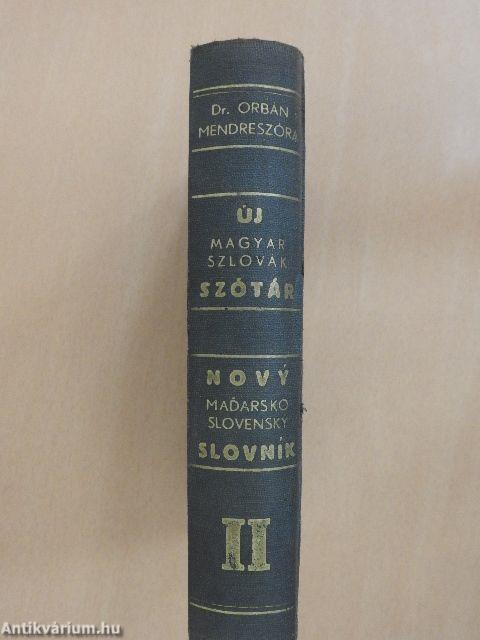 Dr. ORBÁN
MENDRESZÓRA
ÚJ
MAGYAR
SZLOVÁK
SZÓTÁR
NOVÝ
MAĎARSKO
SLOVENSKÝ
SLOVNÍK
II
Antikvárium.hu